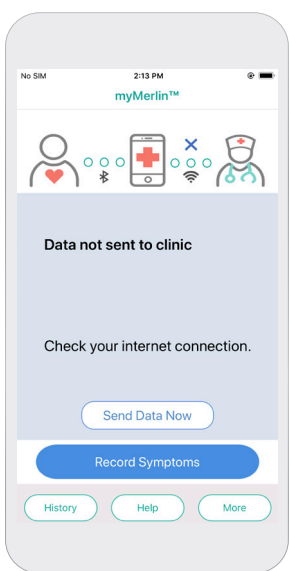 No SIM 2:13 PM
myMerlin™
Data not sent to clinic
Check your internet connection.
Send Data Now
Record Symptoms
History Help More